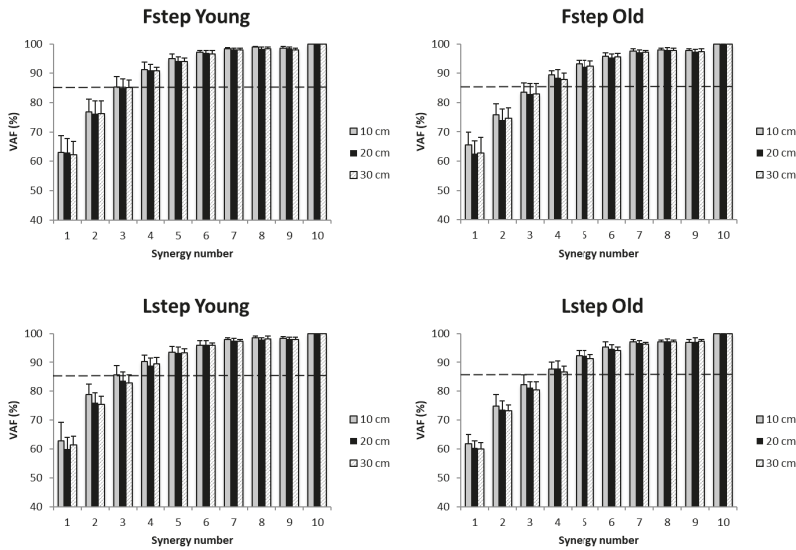 Fstep Young
100
90
80
70
60
50
40
VAF (%)
1 2 3 4 5 6 7 8 9 10
Synergy number
10 cm
20 cm
30 cm
Fstep Old
100
90
80
70
60
50
40
VAF (%)
1 2 3 4 5 6 7 8 9 10
Synergy number
10 cm
20 cm
30 cm
Lstep Young
100
90
80
70
60
50
40
VAF (%)
1 2 3 4 5 6 7 8 9 10
Synergy number
10 cm
20 cm
30 cm
Lstep Old
100
90
80
70
60
50
40
VAF (%)
1 2 3 4 5 6 7 8 9 10
Synergy number
10 cm
20 cm
30 cm